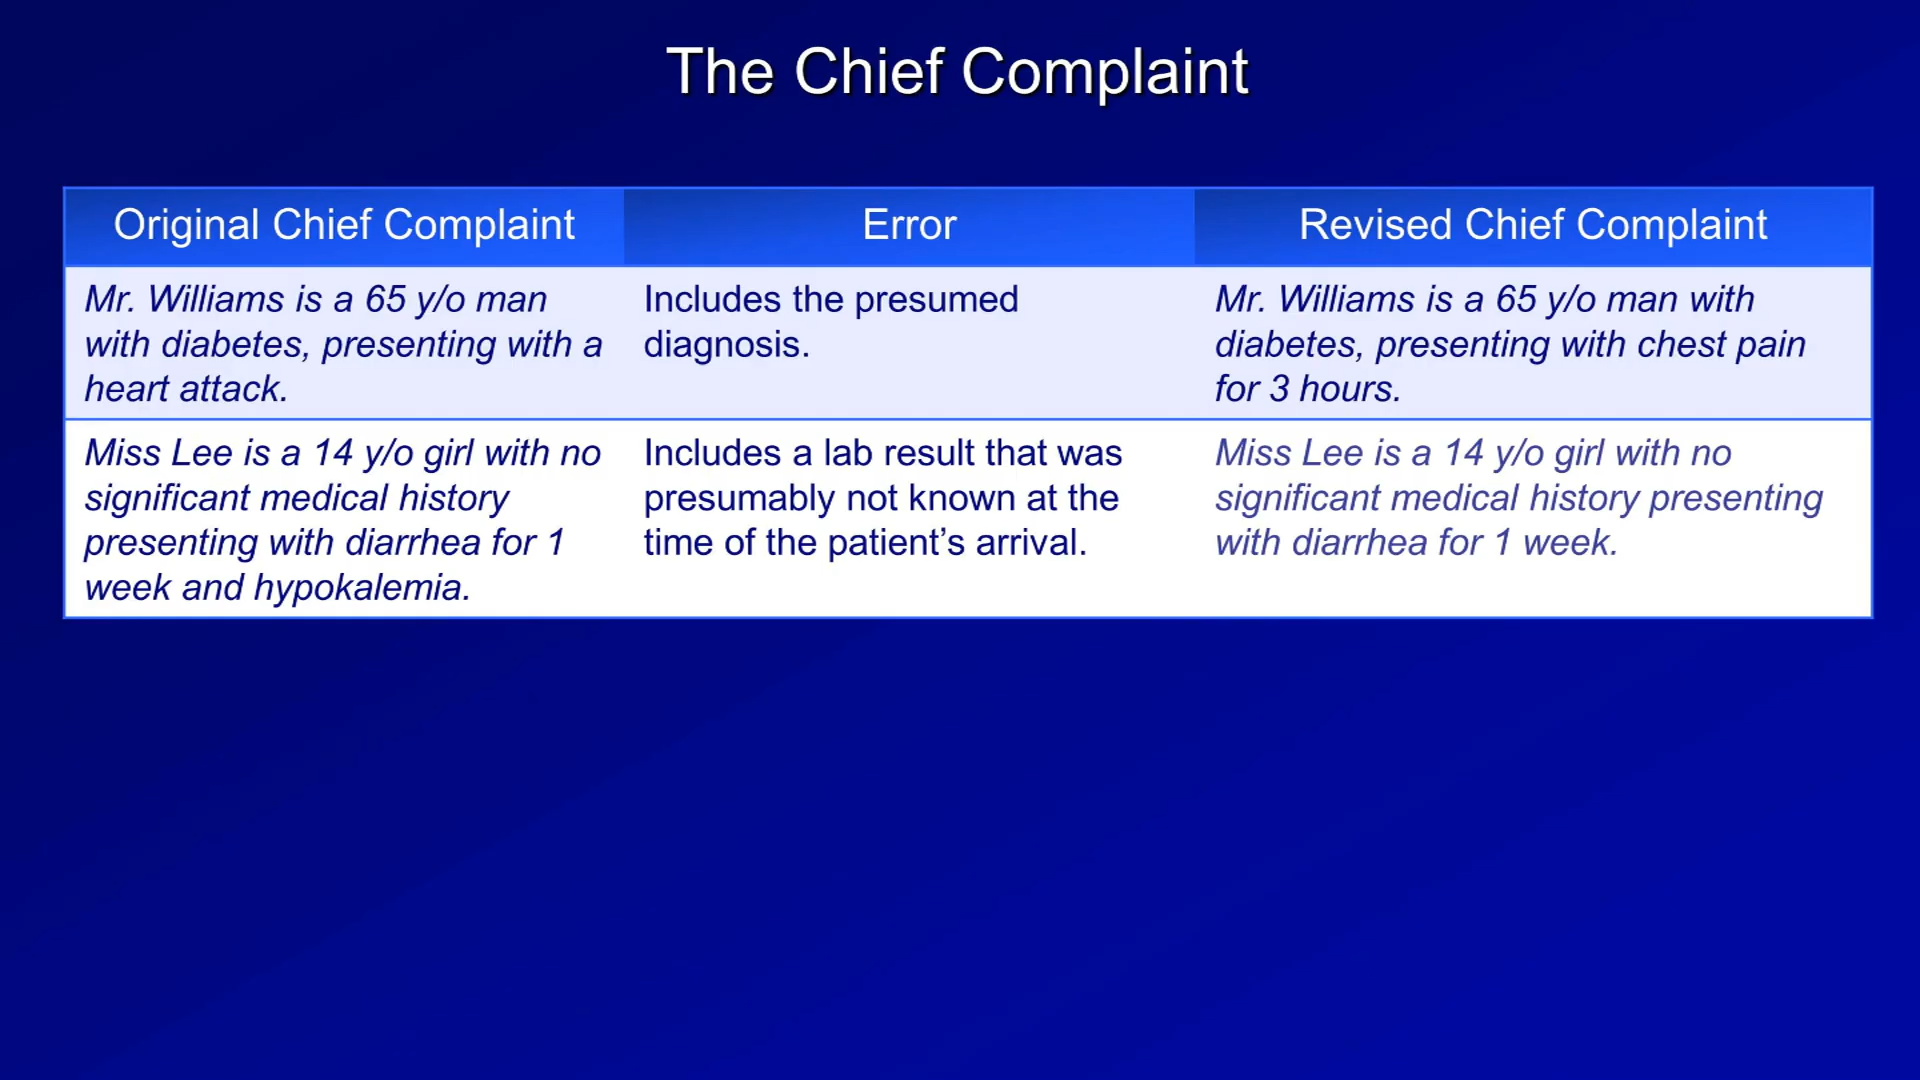 The Chief Complaint
Original Chief Complaint
Error
Revised Chief Complaint
Mr. Williams is a 65 y/o man
with diabetes, presenting with a
heart attack.
Includes the presumed
diagnosis.
Mr. Williams is a 65 y/o man with
diabetes, presenting with chest pain
for 3 hours.
Miss Lee is a 14 y/o girl with no
significant medical history
presenting with diarrhea for 1
week and hypokalemia.
Includes a lab result that was
presumably not known at the
time of the patient’s arrival.
Miss Lee is a 14 y/o girl with no
significant medical history presenting
with diarrhea for 1 week.